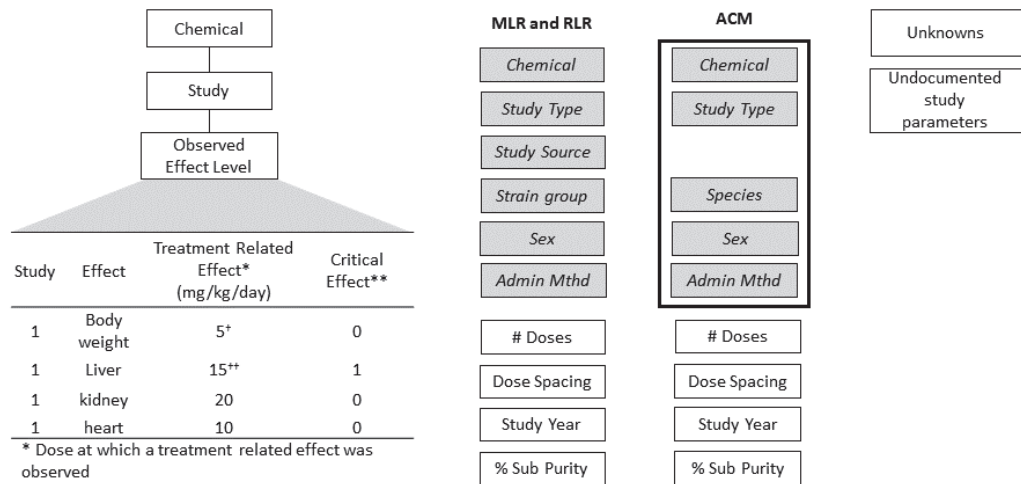 Chemical
Study
Observed
Effect Level
Study Effect Treatment Related Effect* (mg/kg/day) Critical Effect**
1 Body weight 5† 0
1 Liver 15†† 1
1 kidney 20 0
1 heart 10 0
* Dose at which a treatment related effect was
observed
MLR and RLR
Chemical
Study Type
Study Source
Strain group
Sex
Admin Mthd
# Doses
Dose Spacing
Study Year
% Sub Purity
ACM
Chemical
Study Type
Species
Sex
Admin Mthd
# Doses
Dose Spacing
Study Year
% Sub Purity
Unknowns
Undocumented
study
parameters